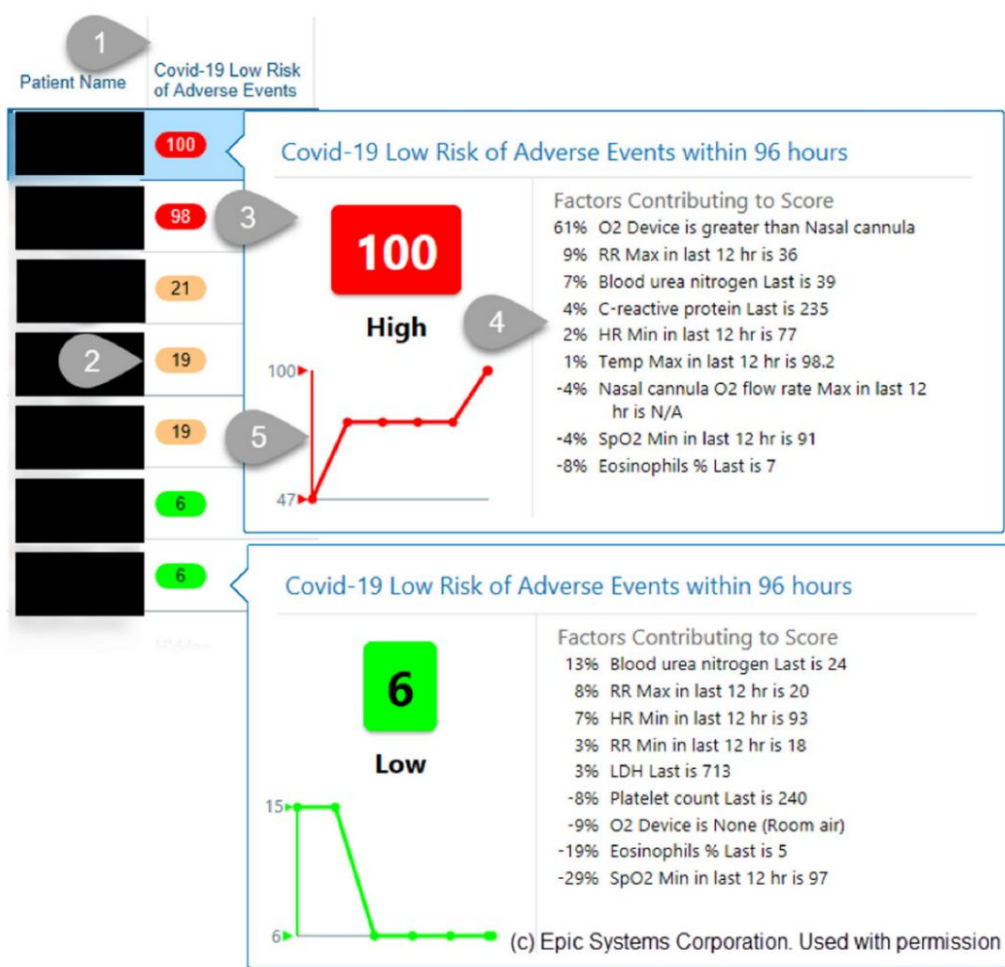 1
Patient Name
Covid-19 Low Risk
of Adverse Events
100
98
21
19
19
6
6
2
Covid-19 Low Risk of Adverse Events within 96 hours
3
100
High
100
47
5
4
Factors Contributing to Score
61% O2 Device is greater than Nasal cannula
9% RR Max in last 12 hr is 36
7% Blood urea nitrogen Last is 39
4% C-reactive protein Last is 235
2% HR Min in last 12 hr is 77
1% Temp Max in last 12 hr is 98.2
-4% Nasal cannula O2 flow rate Max in last 12
hr is N/A
-4% SpO2 Min in last 12 hr is 91
-8% Eosinophils % Last is 7
Covid-19 Low Risk of Adverse Events within 96 hours
6
Low
15
6
Factors Contributing to Score
13% Blood urea nitrogen Last is 24
8% RR Max in last 12 hr is 20
7% HR Min in last 12 hr is 93
3% RR Min in last 12 hr is 18
3% LDH Last is 713
-8% Platelet count Last is 240
-9% O2 Device is None (Room air)
-19% Eosinophils % Last is 5
-29% SpO2 Min in last 12 hr is 97
(c) Epic Systems Corporation. Used with permission